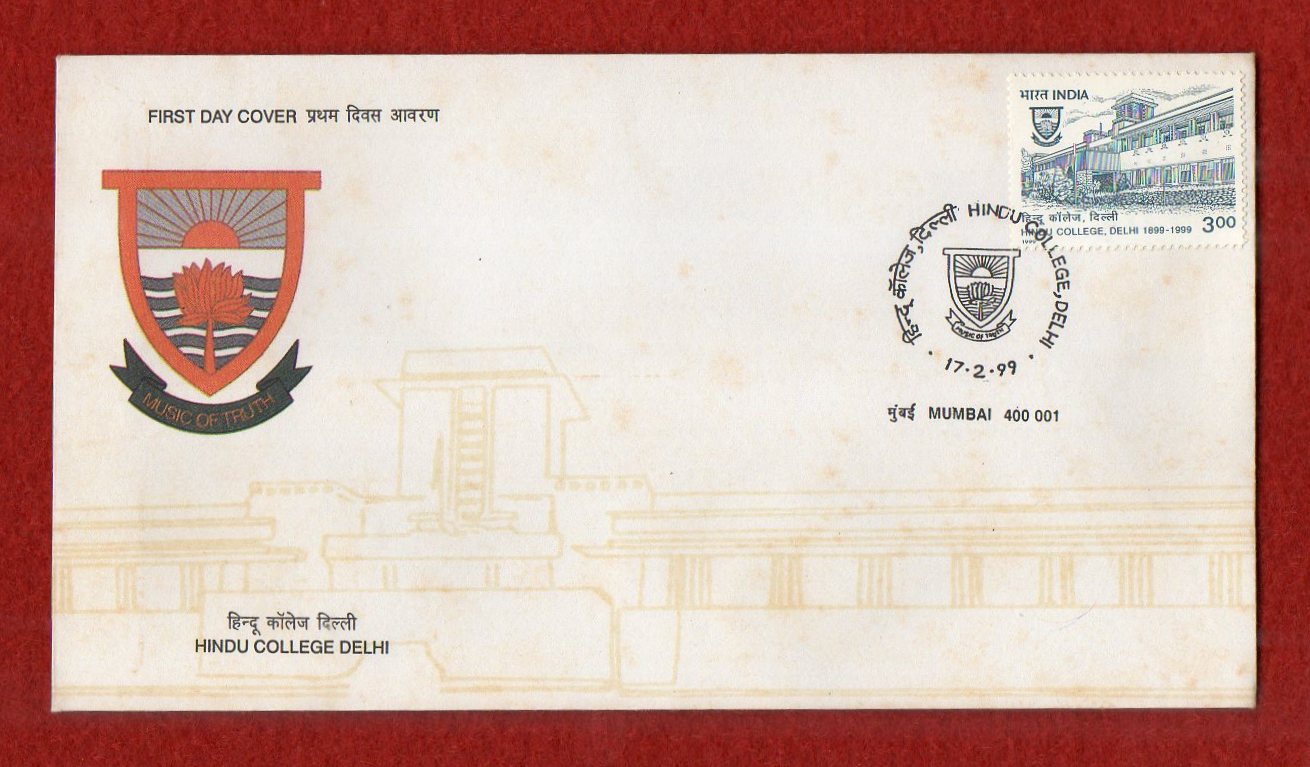 FIRST DAY COVER प्रथम दिवस आवरण
भारत INDIA
हिन्दू कॉलेज, दिल्ली
HINDU COLLEGE, DELHI 1899-1999
3.00
1999
हिन्दू कॉलेज, दिल्ली HINDU COLLEGE, DELHI
MUSIC OF TRUTH
17.2.99
मुंबई MUMBAI 400 001
MUSIC OF TRUTH
हिन्दू कॉलेज दिल्ली
HINDU COLLEGE DELHI